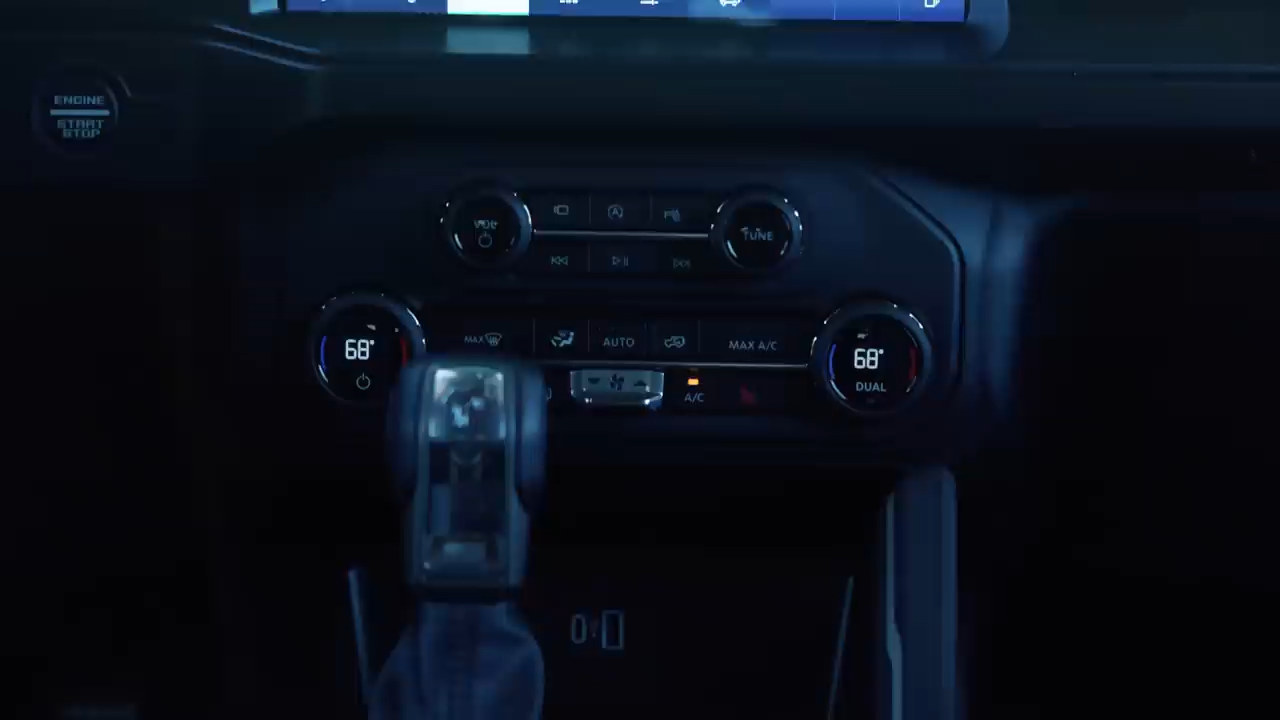 ENGINE
START
STOP
VOL
TUNE
68°
MAX
AUTO
MAX A/C
68°
DUAL
A/C